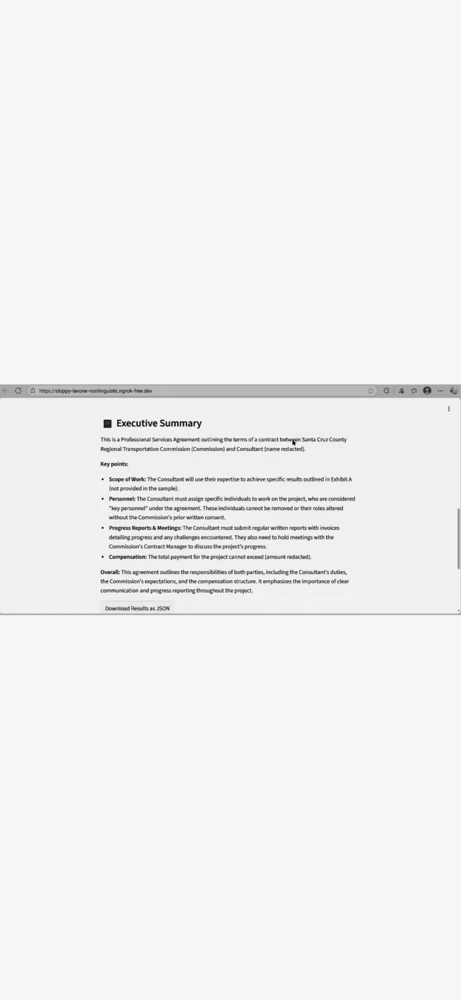 https://sloppy-lavone-nonlinguistic.ngrok-free.dev
Executive Summary
This is a Professional Services Agreement outlining the terms of a contract between Santa Cruz County
Regional Transportation Commission (Commission) and Consultant (name redacted).
Key points:
• Scope of Work: The Consultant will use their expertise to achieve specific results outlined in Exhibit A
(not provided in the sample).
• Personnel: The Consultant must assign specific individuals to work on the project, who are considered
"key personnel" under the agreement. These individuals cannot be removed or their roles altered
without the Commission's prior written consent.
• Progress Reports & Meetings: The Consultant must submit regular written reports with invoices
detailing progress and any challenges encountered. They also need to hold meetings with the
Commission's Contract Manager to discuss the project's progress.
• Compensation: The total payment for the project cannot exceed [amount redacted].
Overall: This agreement outlines the responsibilities of both parties, including the Consultant's duties,
the Commission's expectations, and the compensation structure. It emphasizes the importance of clear
communication and progress reporting throughout the project.
Download Results as JSON